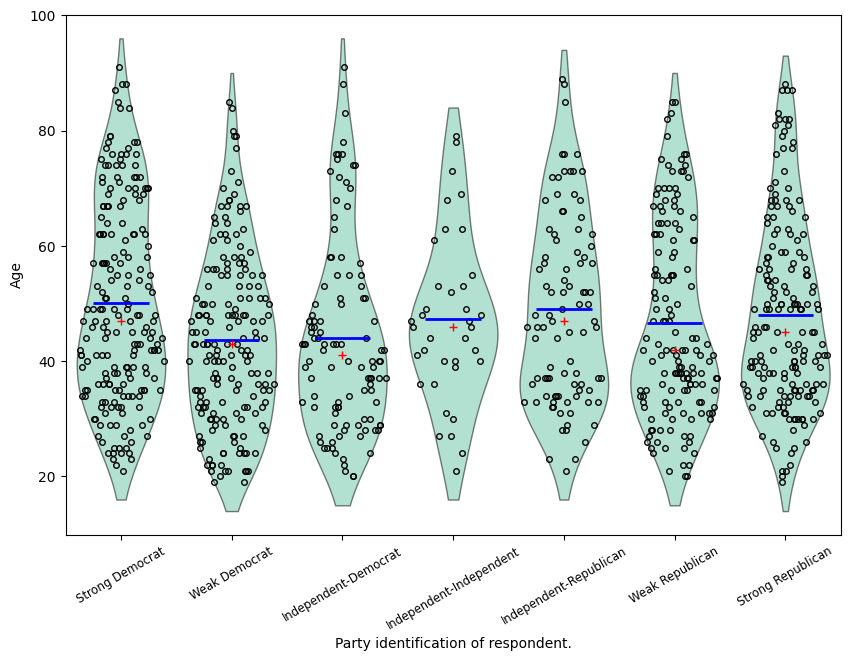 100
80
60
40
20
Age
Strong Democrat
Weak Democrat
Independent-Democrat
Independent-Independent
Independent-Republican
Weak Republican
Strong Republican
Party identification of respondent.